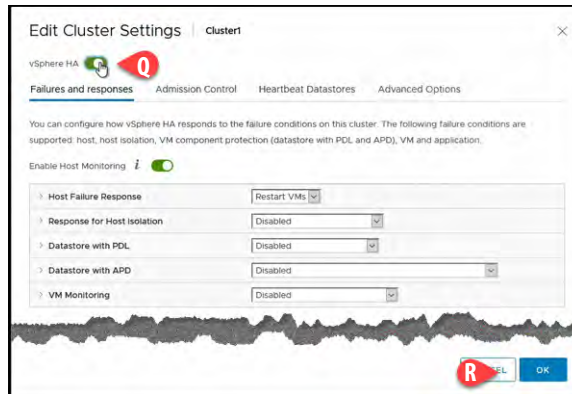 Edit Cluster Settings Cluster1
vSphere HA Q
Failures and responses Admission Control Heartbeat Datastores Advanced Options
You can configure how vSphere HA responds to the failure conditions on this cluster. The following failure conditions are
supported: host, host isolation, VM component protection (datastore with PDL and APD), VM and application.
Enable Host Monitoring i
Host Failure Response Restart VMs
Response for Host Isolation Disabled
Datastore with PDL Disabled
Datastore with APD Disabled
VM Monitoring Disabled
R EL OK